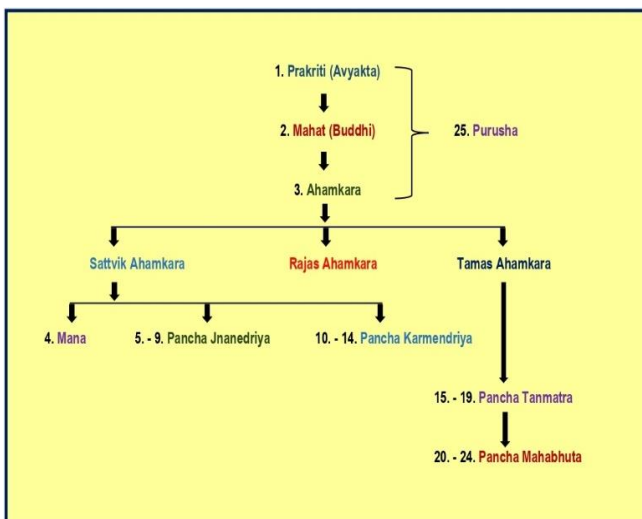 1. Prakriti (Avyakta)
2. Mahat (Buddhi)
25. Purusha
3. Ahamkara
Sattvik Ahamkara
Rajas Ahamkara
Tamas Ahamkara
4. Mana
5. - 9. Pancha Jnanedriya
10. - 14. Pancha Karmendriya
15. - 19. Pancha Tanmatra
20. - 24. Pancha Mahabhuta